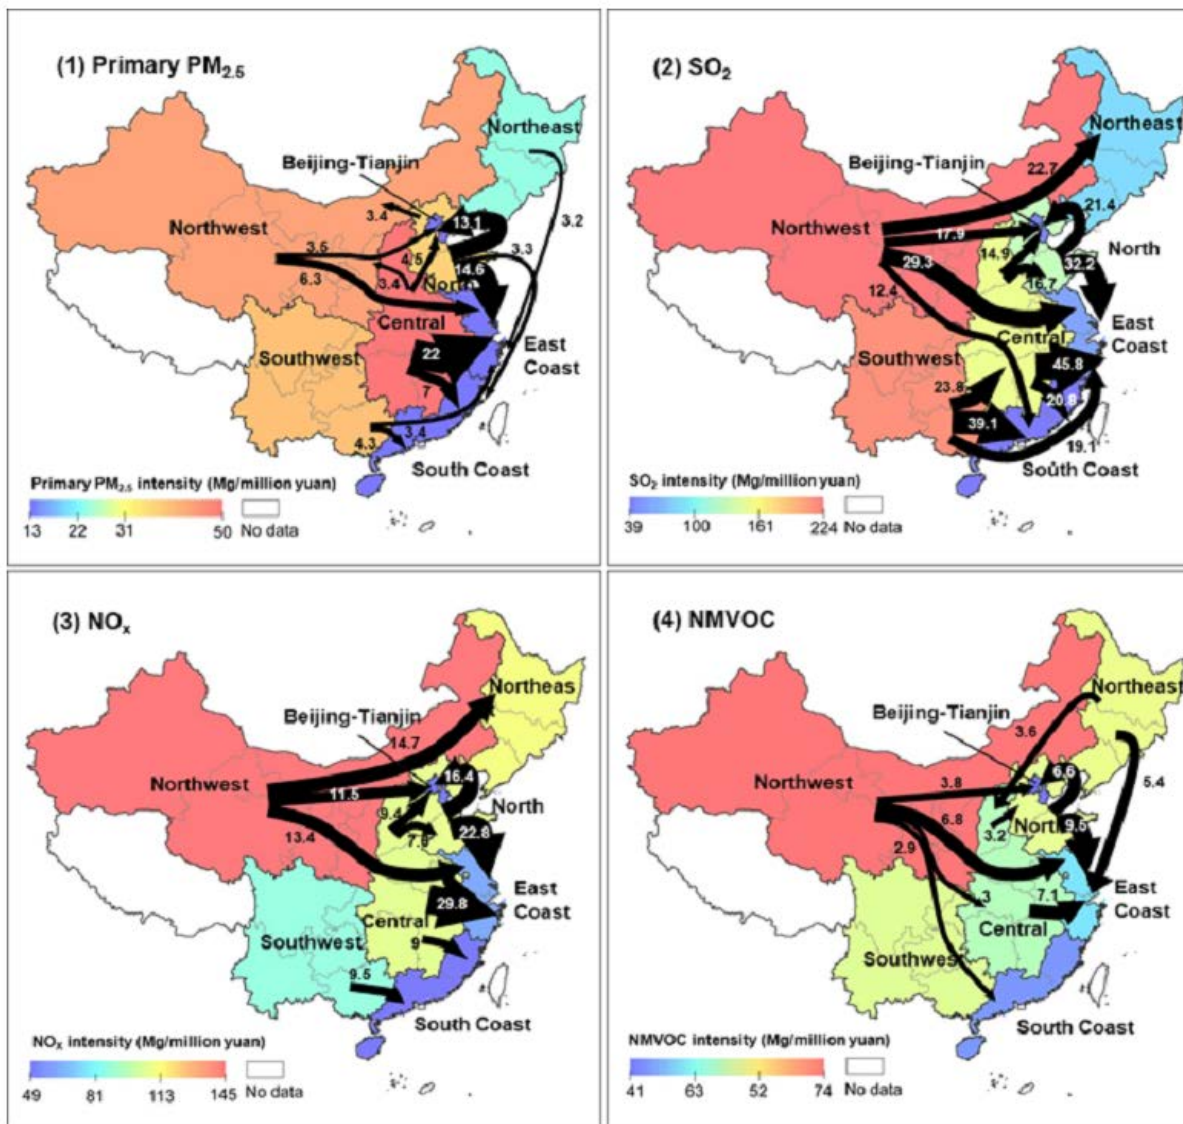 (1) Primary PM2.5
Northeast
Beijing-Tianjin
3.4
13.1
3.2
Northwest
3.5
4.5
3.3
6.3
3.4
14.6
North
Central
Southwest
East
Coast
22
7
3.4
4.3
South Coast
Primary PM2.5 intensity (Mg/million yuan)
13 22 31 50 No data
(2) SO2
Northeast
Beijing-Tianjin
22.7
21.4
Northwest
17.9
North
14.9
29.3
32.2
16.7
12.4
Central
East
Coast
Southwest
45.8
23.8
20.8
39.1
19.1
South Coast
SO2 intensity (Mg/million yuan)
39 100 161 224 No data
(3) NOx
Northeas
Beijing-Tianjin
14.7
Northwest
16.4
11.5
North
9.4
13.4
22.8
East
Coast
29.8
Central
Southwest
9
9.5
South Coast
NOX intensity (Mg/million yuan)
49 81 113 145 No data
(4) NMVOC
Northeast
Beijing-Tianjin
3.6
Northwest
3.8
6.6
5.4
6.8
North
9.5
3.2
2.9
East
Coast
7.1
Central
Southwest
South Coast
NMVOC intensity (Mg/million yuan)
41 63 52 74 No data